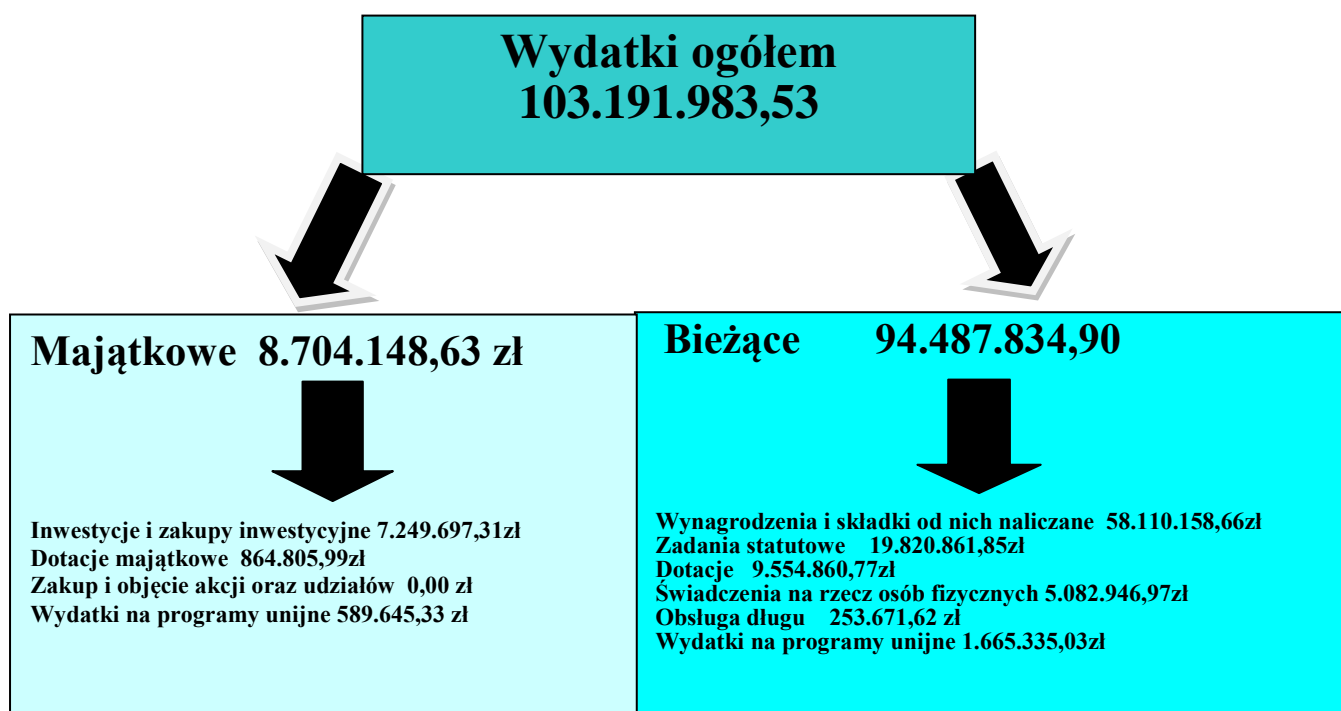 Wydatki ogółem
103.191.983,53
Majątkowe 8.704.148,63 zł
Inwestycje i zakupy inwestycyjne 7.249.697,31zł
Dotacje majątkowe 864.805,99zł
Zakup i objęcie akcji oraz udziałów 0,00 zł
Wydatki na programy unijne 589.645,33 zł
Bieżące 94.487.834,90
Wynagrodzenia i składki od nich naliczane 58.110.158,66zł
Zadania statutowe 19.820.861,85zł
Dotacje 9.554.860,77zł
Świadczenia na rzecz osób fizycznych 5.082.946,97zł
Obsługa długu 253.671,62 zł
Wydatki na programy unijne 1.665.335,03zł